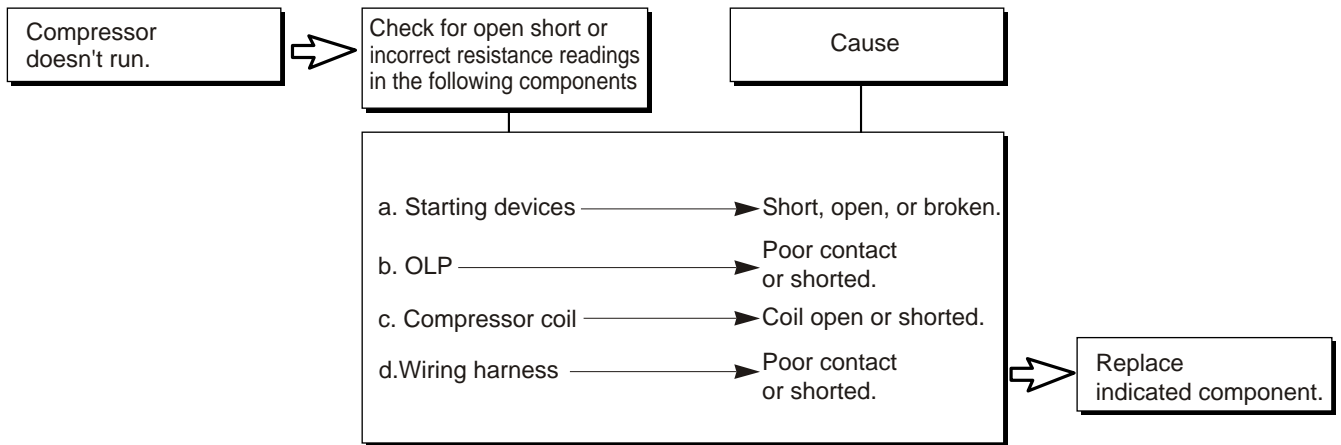 Compressor
doesn't run.
Check for open short or
incorrect resistance readings
in the following components
Cause
a. Starting devices
Short, open, or broken.
b. OLP
Poor contact
or shorted.
c. Compressor coil
Coil open or shorted.
d.Wiring harness
Poor contact
or shorted.
Replace
indicated component.